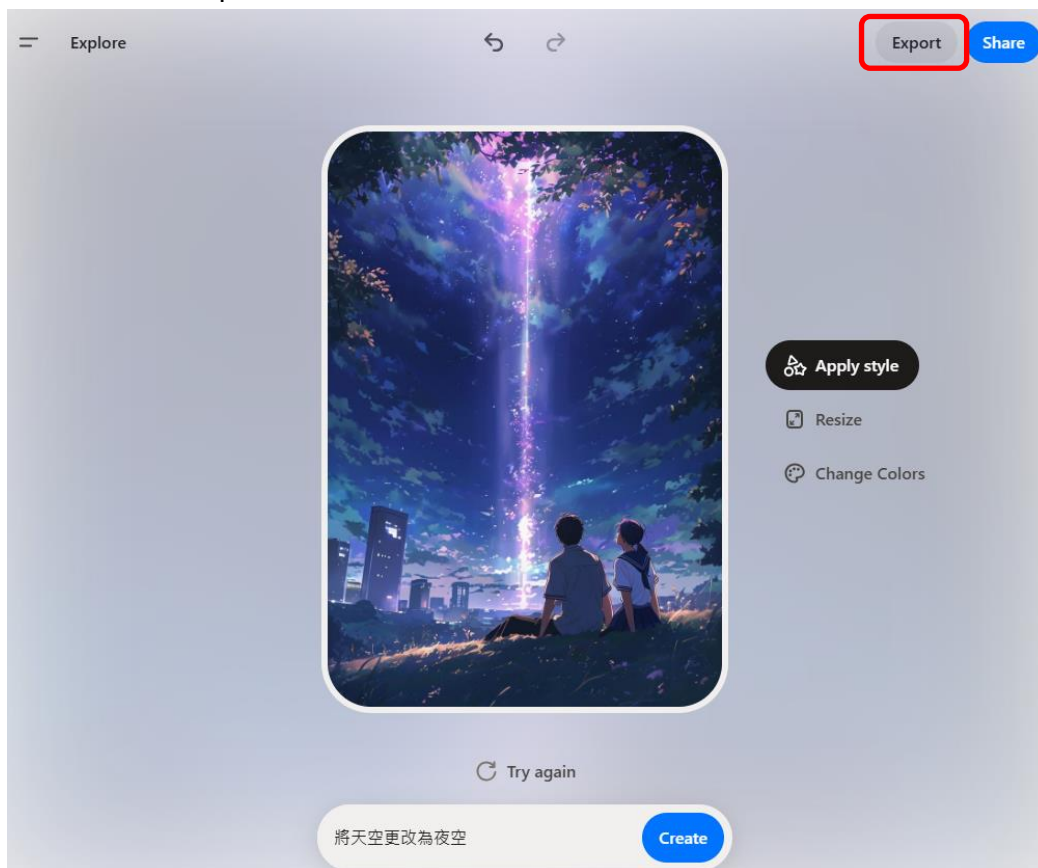 Explore
Export
Share
Apply style
Resize
Change Colors
Try again
將天空更改為夜空
Create